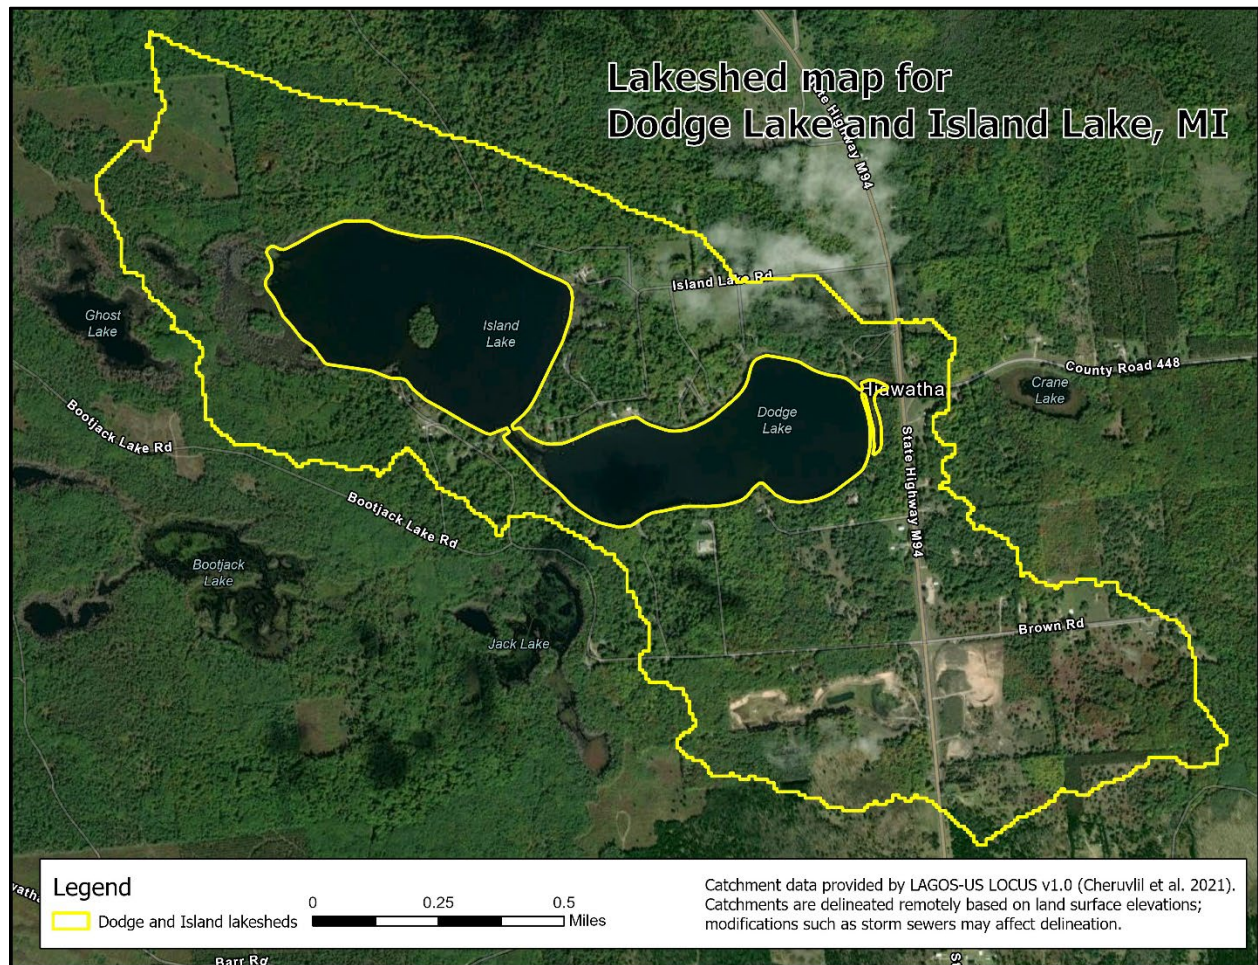 Lakeshed map for
Dodge Lake and Island Lake, MI
State Highway M94
Island Lake Rd
Ghost
Lake
Island
Lake
County Road 448
Hiawatha
Crane
Lake
Dodge
Lake
Bootjack Lake Rd
State Highway M94
Bootjack Lake Rd
Bootjack
Lake
Jack Lake
Brown Rd
Legend
Dodge and Island lakesheds
0 0.25 0.5
Miles
Catchment data provided by LAGOS-US LOCUS v1.0 (Cheruvlil et al. 2021).
Catchments are delineated remotely based on land surface elevations;
modifications such as storm sewers may affect delineation.
Barr Rd